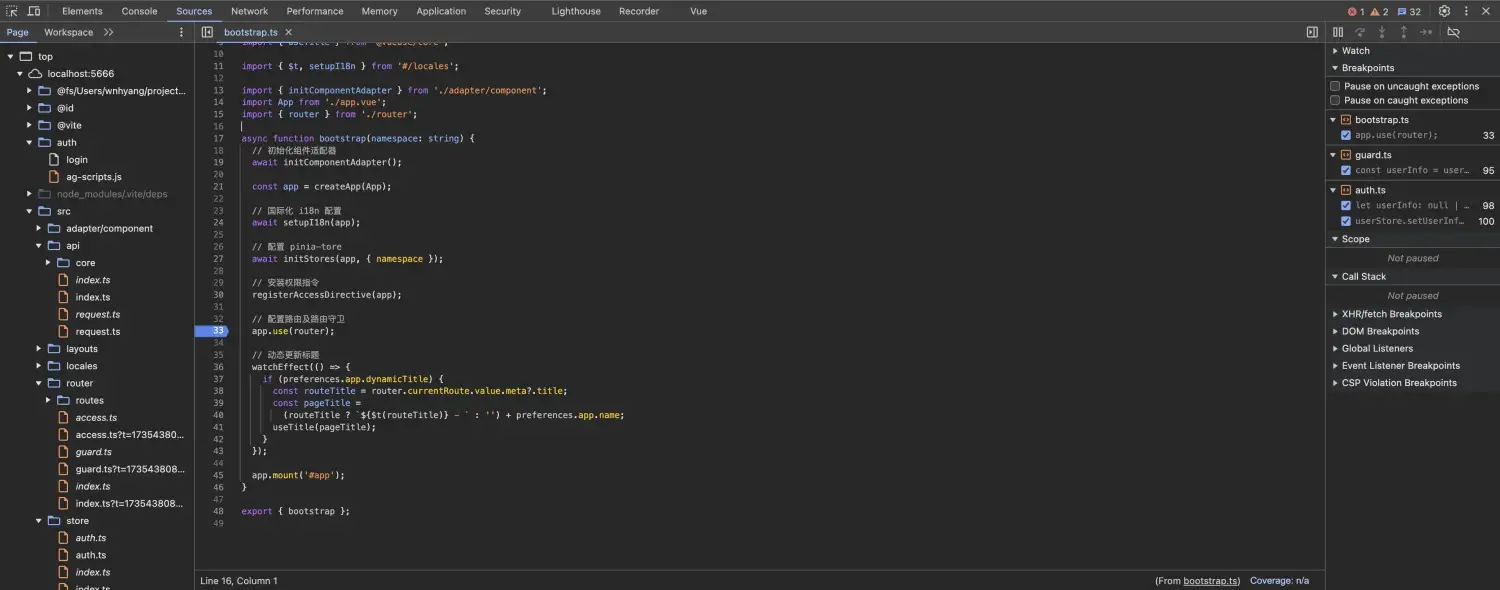 Elements Console Sources Network Performance Memory Application Security Lighthouse Recorder Vue 1 2 32
Page Workspace
top
localhost:5666
@fs/Users/wnhyang/project...
@id
@vite
auth
login
ag-scripts.js
node_modules/.vite/deps
src
adapter/component
api
core
index.ts
index.ts
request.ts
request.ts
layouts
locales
router
routes
access.ts
access.ts?t=17354380...
guard.ts
guard.ts?t=173543808...
index.ts
index.ts?t=173543808...
store
auth.ts
auth.ts
index.ts
index.ts
bootstrap.ts
9 import { useTitle } from '@vueuse/core';
10
11 import { $t, setupI18n } from '#/locales';
12
13 import { initComponentAdapter } from './adapter/component';
14 import App from './app.vue';
15 import { router } from './router';
16
17 async function bootstrap(namespace: string) {
18 // 初始化组件适配器
19 await initComponentAdapter();
20
21 const app = createApp(App);
22
23 // 国际化 i18n 配置
24 await setupI18n(app);
25
26 // 配置 pinia-tore
27 await initStores(app, { namespace });
28
29 // 安装权限指令
30 registerAccessDirective(app);
31
32 // 配置路由及路由守卫
33 app.use(router);
34
35 // 动态更新标题
36 watchEffect(() => {
37 if (preferences.app.dynamicTitle) {
38 const routeTitle = router.currentRoute.value.meta?.title;
39 const pageTitle =
40 (routeTitle ? `${$t(routeTitle)} - ` : '') + preferences.app.name;
41 useTitle(pageTitle);
42 }
43 });
44
45 app.mount('#app');
46 }
47
48 export { bootstrap };
49
Line 16, Column 1 (From bootstrap.ts) Coverage: n/a
Watch
Breakpoints
Pause on uncaught exceptions
Pause on caught exceptions
bootstrap.ts
app.use(router); 33
guard.ts
const userInfo = user... 95
auth.ts
let userInfo: null | … 98
userStore.setUserInf... 100
Scope
Not paused
Call Stack
Not paused
XHR/fetch Breakpoints
DOM Breakpoints
Global Listeners
Event Listener Breakpoints
CSP Violation Breakpoints